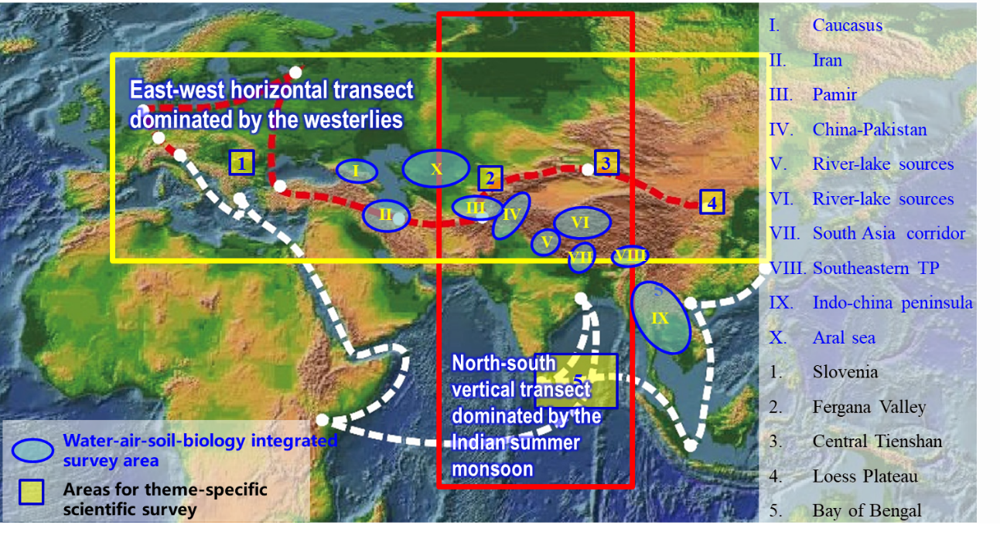 East-west horizontal transect
dominated by the westerlies
1
I
X
2
3
4
II
III
IV
V
VI
VII
VIII
5
IX
North-south
vertical transect
dominated by the
Indian summer
monsoon
5
Water-air-soil-biology integrated
survey area
Areas for theme-specific
scientific survey
I. Caucasus
II. Iran
III. Pamir
IV. China-Pakistan
V. River-lake sources
VI. River-lake sources
VII. South Asia corridor
VIII. Southeastern TP
IX. Indo-china peninsula
X. Aral sea
1. Slovenia
2. Fergana Valley
3. Central Tienshan
4. Loess Plateau
5. Bay of Bengal